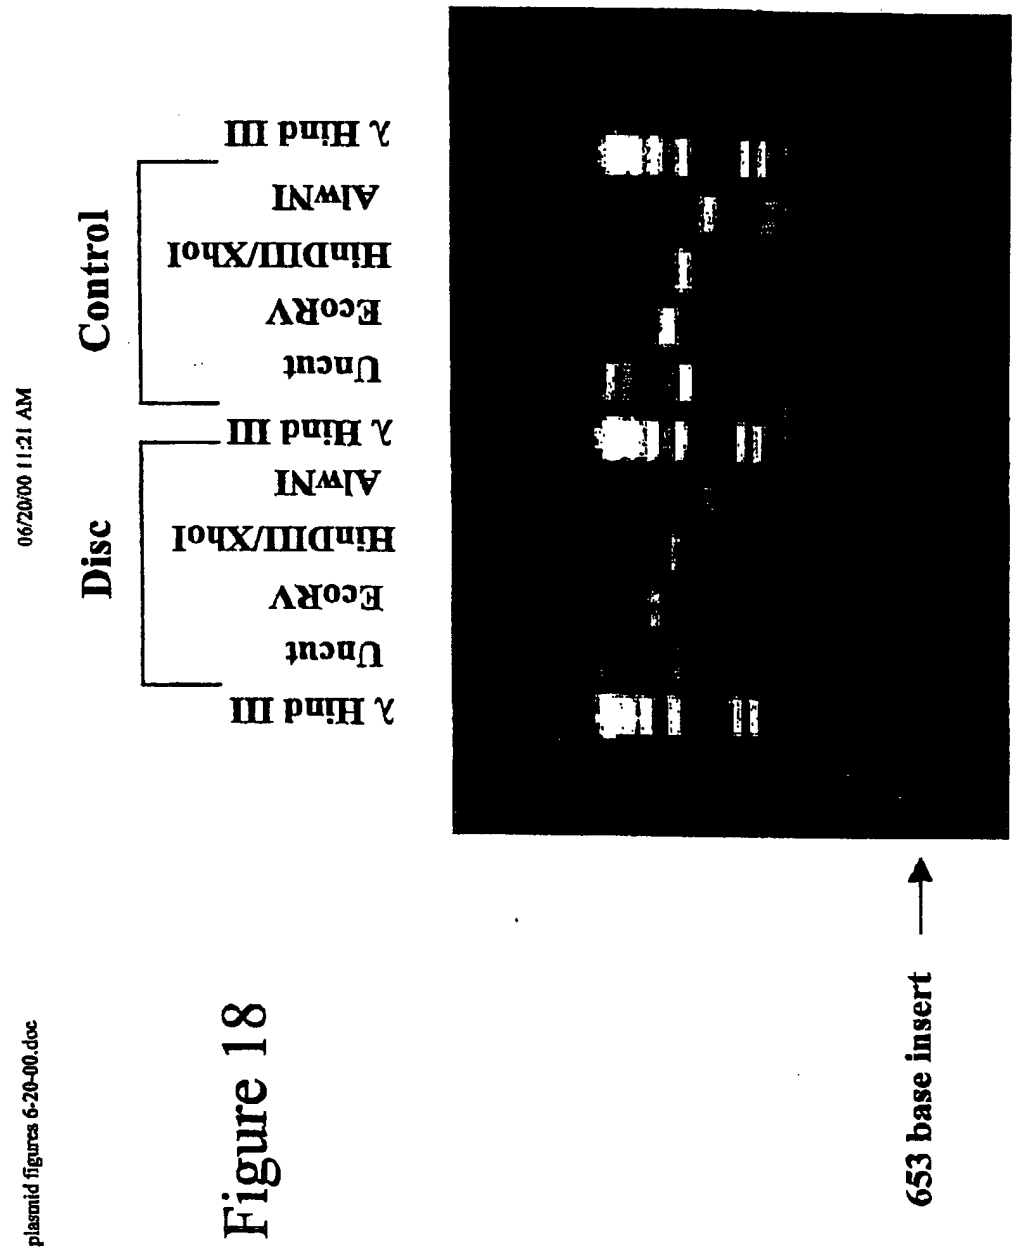 plasmid figures 6-20-00.doc
06/20/00 11:21 AM
Figure 18
Disc
Control
λ Hind III
Uncut
EcoRV
HinDIII/XhoI
AlwNI
λ Hind III
Uncut
EcoRV
HinDIII/XhoI
AlwNI
λ Hind III
653 base insert